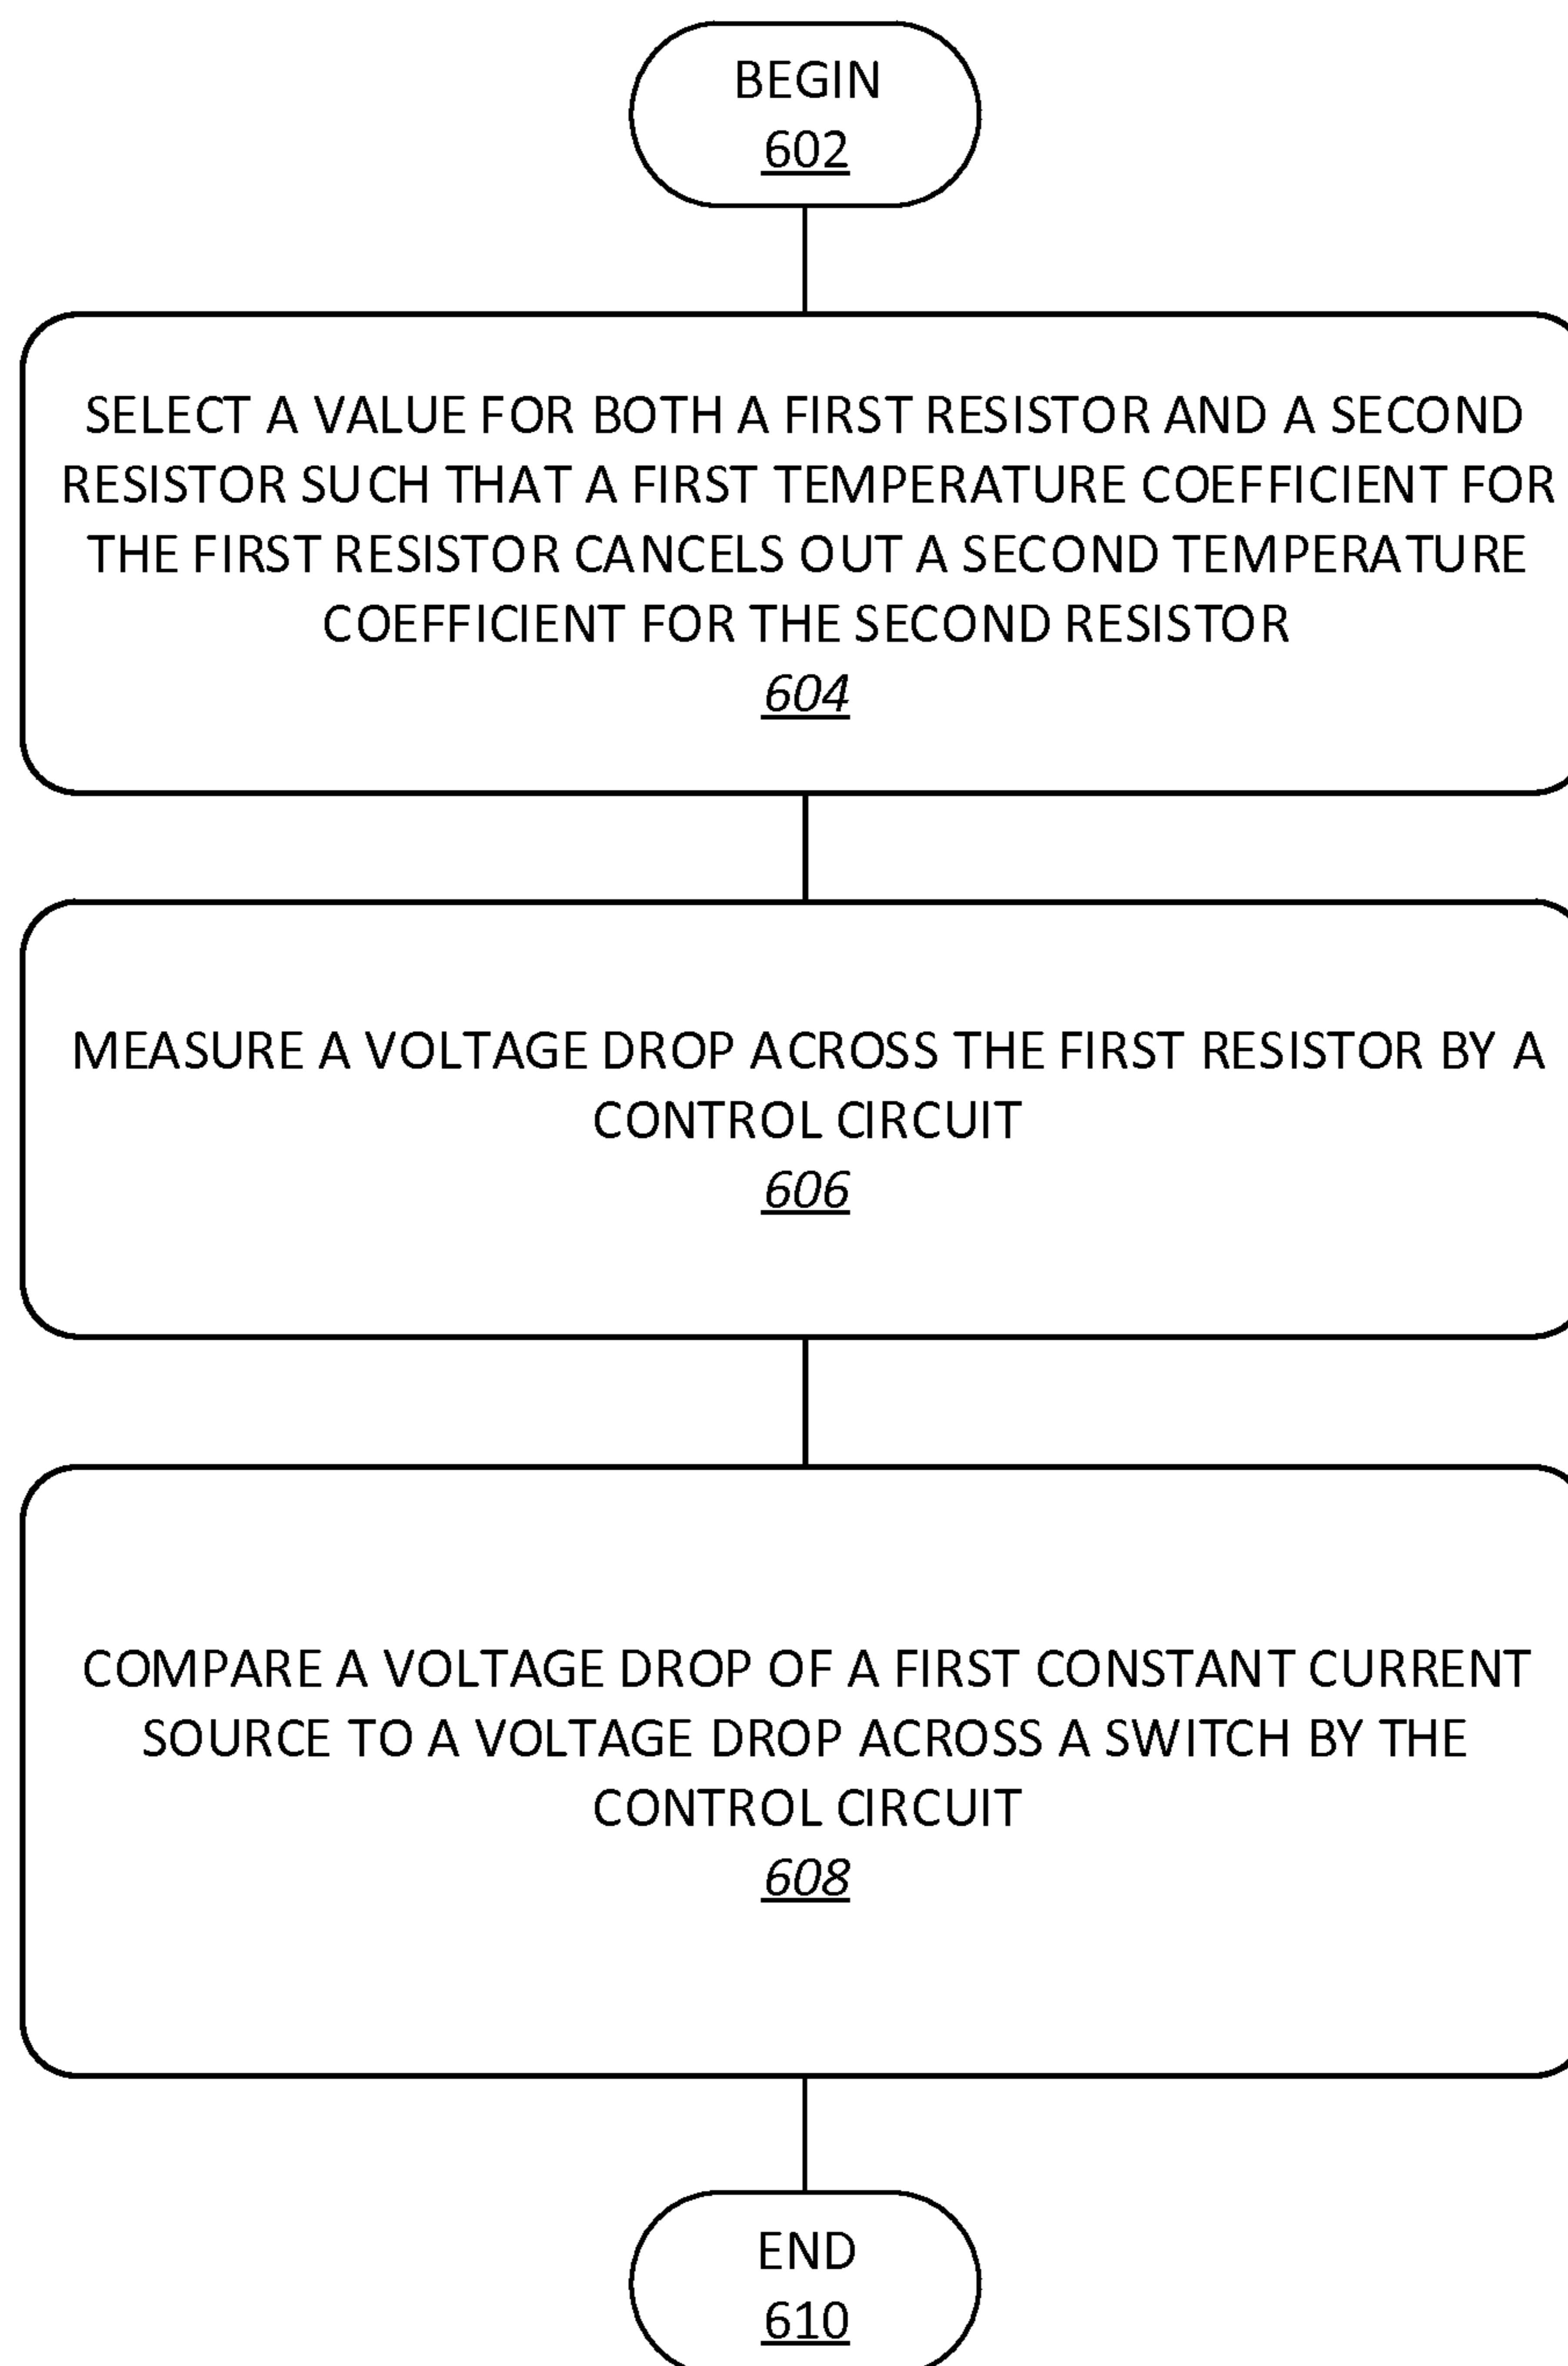 BEGIN
602
SELECT A VALUE FOR BOTH A FIRST RESISTOR AND A SECOND
RESISTOR SUCH THAT A FIRST TEMPERATURE COEFFICIENT FOR
THE FIRST RESISTOR CANCELS OUT A SECOND TEMPERATURE
COEFFICIENT FOR THE SECOND RESISTOR
604
MEASURE A VOLTAGE DROP ACROSS THE FIRST RESISTOR BY A
CONTROL CIRCUIT
606
COMPARE A VOLTAGE DROP OF A FIRST CONSTANT CURRENT
SOURCE TO A VOLTAGE DROP ACROSS A SWITCH BY THE
CONTROL CIRCUIT
608
END
610